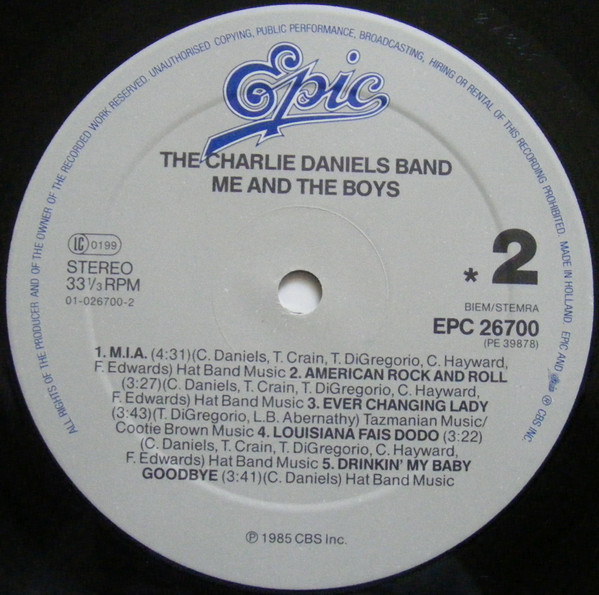 ALL RIGHTS OF THE PRODUCER AND OF THE OWNER OF THE RECORDED WORK RESERVED. UNAUTHORISED COPYING, PUBLIC PERFORMANCE, BROADCASTING, HIRING OR RENTAL OF THIS RECORDING PROHIBITED. MADE IN HOLLAND. EPIC AND Epic ® CBS INC.
Epic
THE CHARLIE DANIELS BAND
ME AND THE BOYS
LC 0199
STEREO
33 1/3 RPM
01-026700-2
* 2
BIEM/STEMRA
EPC 26700
(PE 39878)
1. M.I.A. (4:31)(C. Daniels, T. Crain, T. DiGregorio, C. Hayward,
F. Edwards) Hat Band Music 2. AMERICAN ROCK AND ROLL
(3:27)(C. Daniels, T. Crain, T. DiGregorio, C. Hayward,
F. Edwards) Hat Band Music 3. EVER CHANGING LADY
(3:43)(T. DiGregorio, L.B. Abernathy) Tazmanian Music/
Cootie Brown Music 4. LOUISIANA FAIS DODO (3:22)
(C. Daniels, T. Crain, T. DiGregorio, C. Hayward,
F. Edwards) Hat Band Music 5. DRINKIN' MY BABY
GOODBYE (3:41)(C. Daniels) Hat Band Music
℗ 1985 CBS Inc.